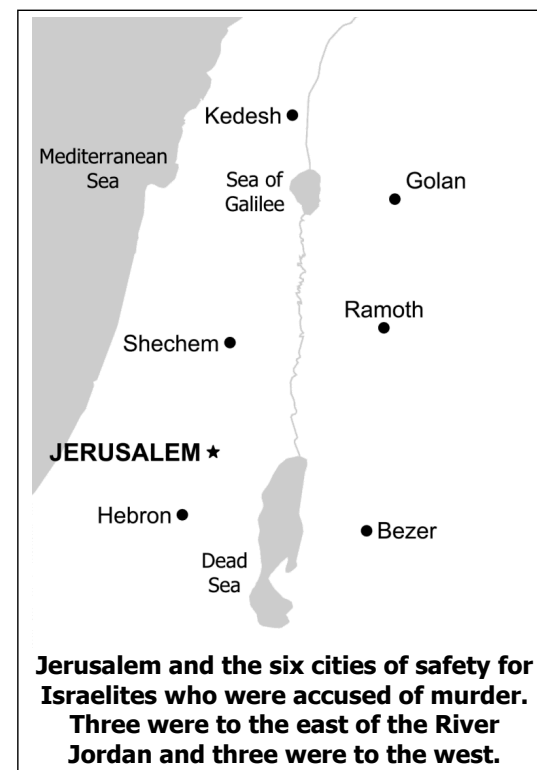 Kedesh
Mediterranean
Sea
Sea of
Galilee
Golan
Ramoth
Shechem
JERUSALEM
Hebron
Bezer
Dead
Sea
Jerusalem and the six cities of safety for
Israelites who were accused of murder.
Three were to the east of the River
Jordan and three were to the west.